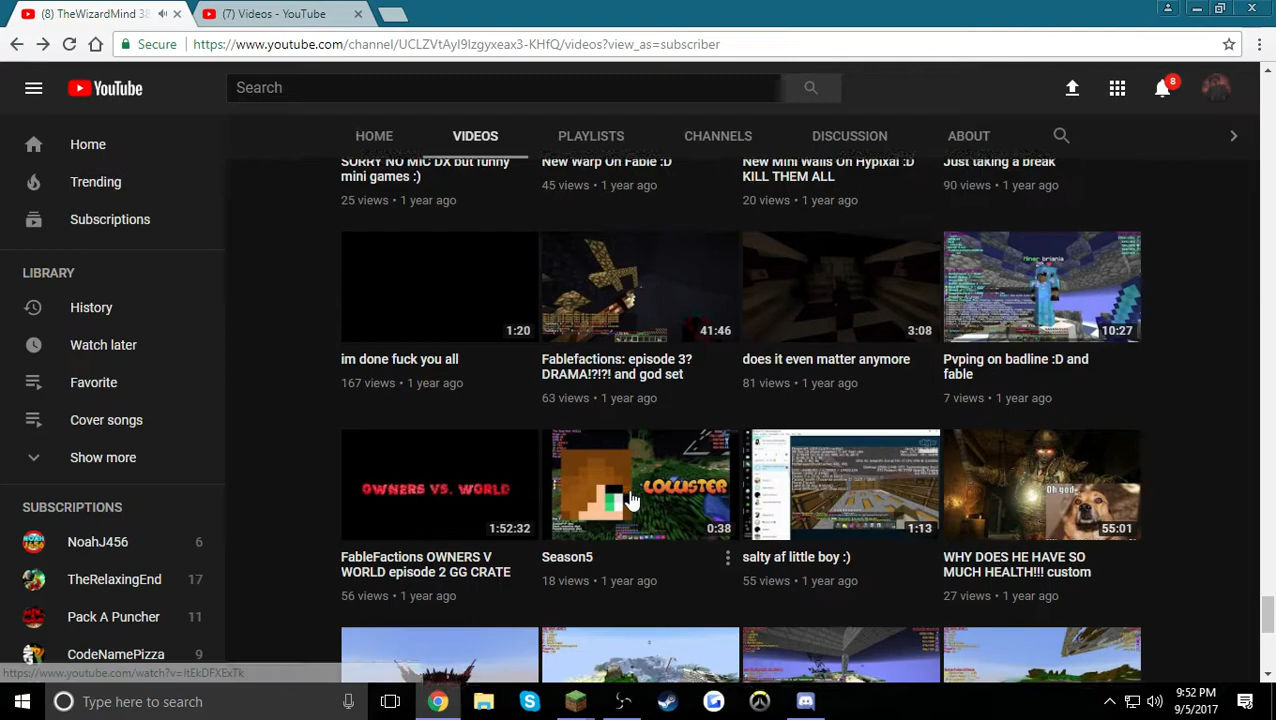 (8) TheWizardMind 38
(7) Videos - YouTube
Secure
https://www.youtube.com/channel/UCLZVtAyI9Izgyxeax3-KHfQ/videos?view_as=subscriber
YouTube
Search
8
HOME VIDEOS PLAYLISTS CHANNELS DISCUSSION ABOUT
Home
Trending
Subscriptions
LIBRARY
History
Watch later
Favorite
Cover songs
Show more
SUBSCRIPTIONS
NoahJ456 6
TheRelaxingEnd 17
Pack A Puncher 11
CodeNamePizza 9
SORRY NO MIC DX but funny
mini games :)
25 views • 1 year ago
New Warp On Fable :D
45 views • 1 year ago
New Mini Walls On Hypixal :D
KILL THEM ALL
20 views • 1 year ago
Just taking a break
90 views • 1 year ago
1:20
im done fuck you all
167 views • 1 year ago
41:46
Fablefactions: episode 3?
DRAMA!?!?! and god set
63 views • 1 year ago
3:08
does it even matter anymore
81 views • 1 year ago
Miner briania
10:27
Pvping on badline :D and
fable
7 views • 1 year ago
OWNERS VS. WORLD
1:52:32
FableFactions OWNERS V
WORLD episode 2 GG CRATE
56 views • 1 year ago
0:38
Season5
18 views • 1 year ago
1:13
salty af little boy :)
55 views • 1 year ago
Oh god
55:01
WHY DOES HE HAVE SO
MUCH HEALTH!!! custom
27 views • 1 year ago
Type here to search
9:52 PM
9/5/2017